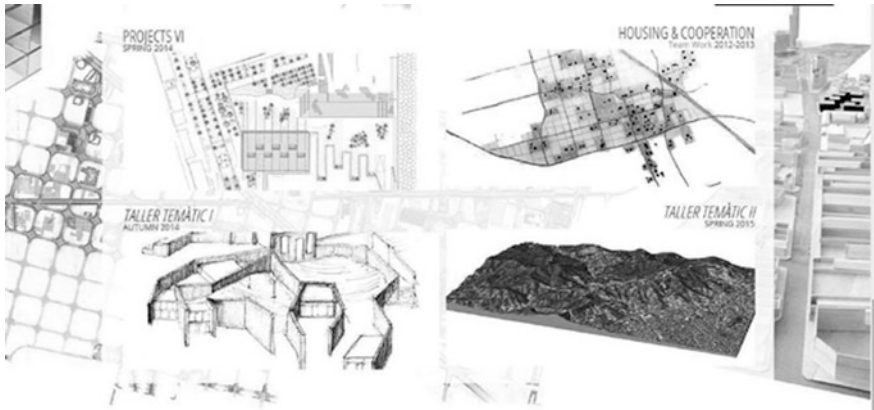 PROJECTS VI
SPRING 2014
HOUSING & COOPERATION
Team Work 2012-2013
TALLER TEMÀTIC I
AUTUMN 2014
TALLER TEMÀTIC II
SPRING 2015